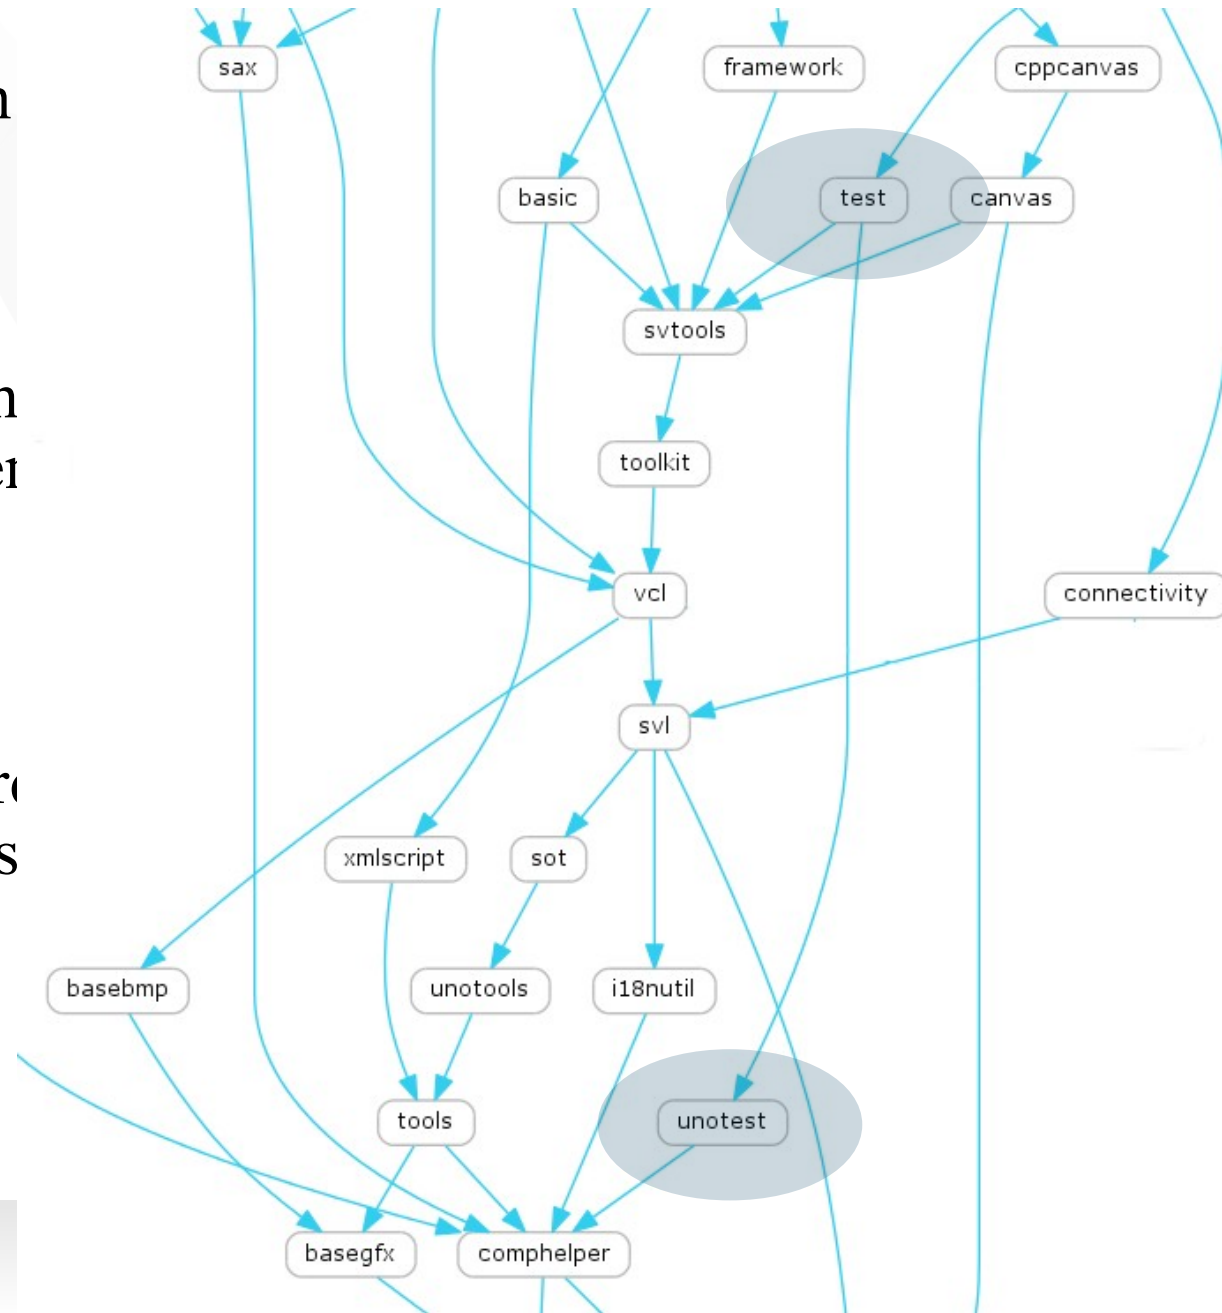 sax
framework
cppcanvas
basic
test
canvas
svtools
toolkit
vcl
connectivity
svl
xmlscript
sot
basebmp
unotools
i18nutil
tools
unotest
basegfx
comphelper